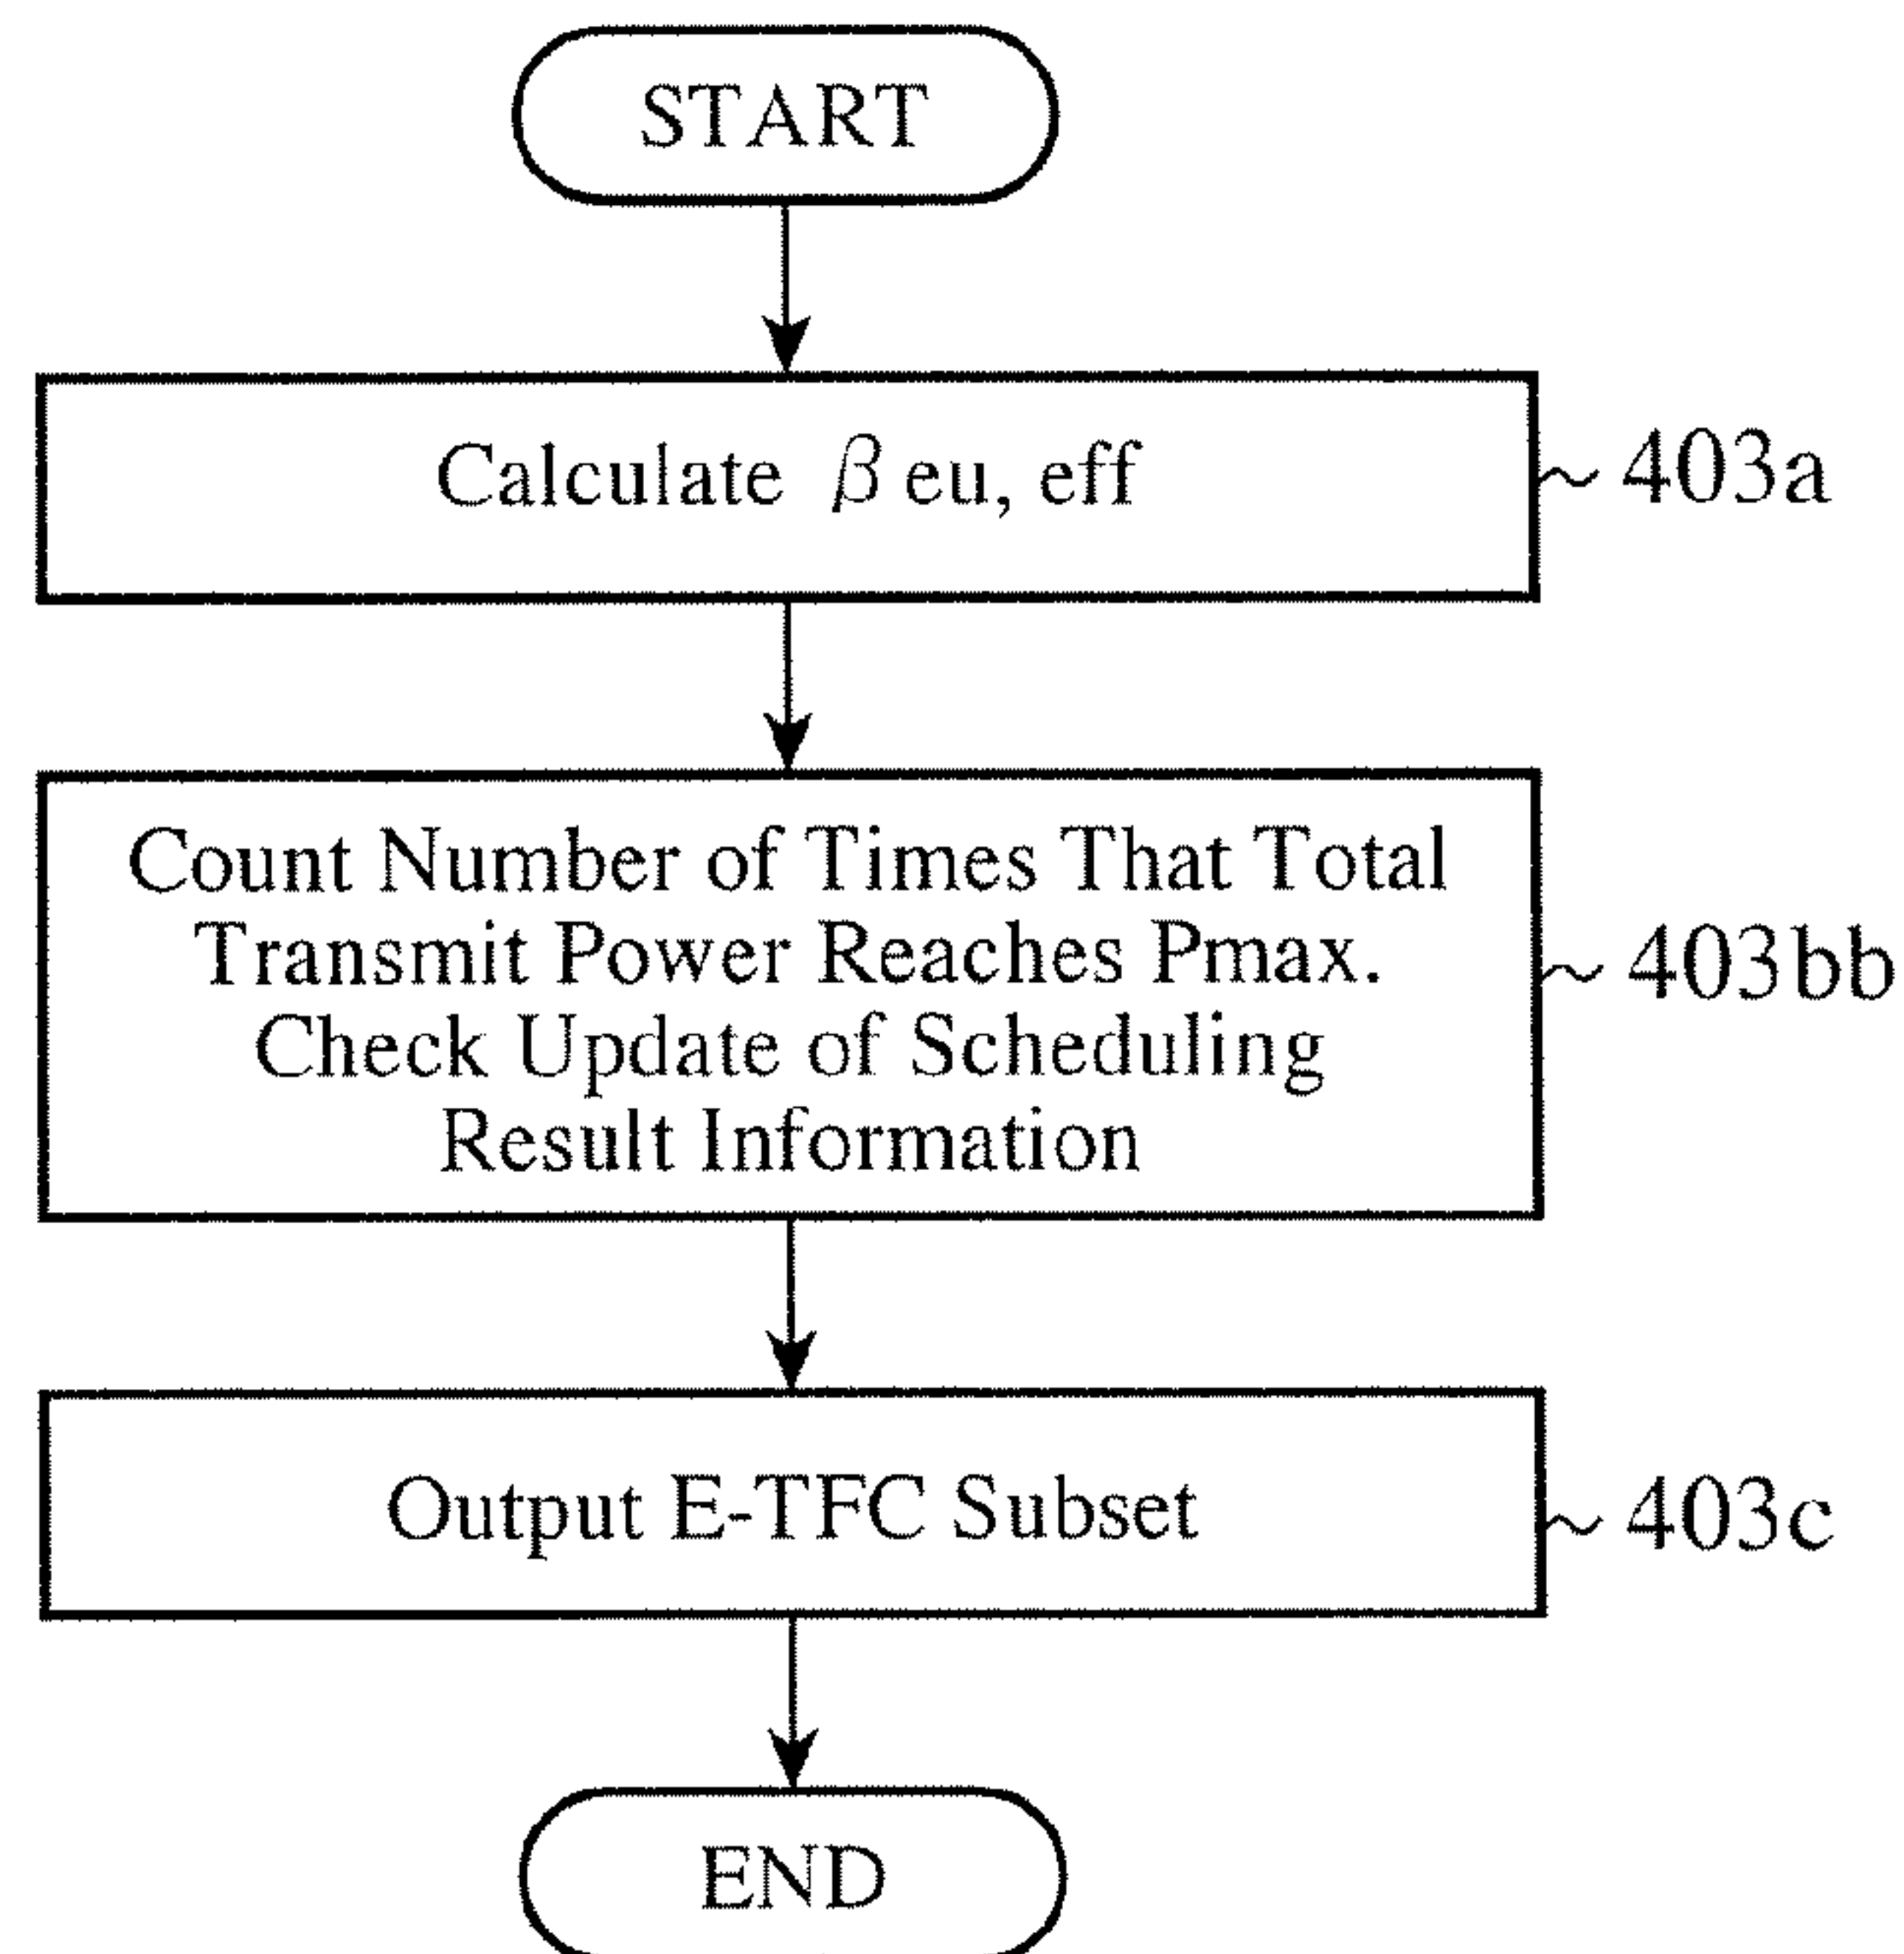 START
Calculate β eu, eff
403a
Count Number of Times That Total
Transmit Power Reaches Pmax.
Check Update of Scheduling
Result Information
403bb
Output E-TFC Subset
403c
END